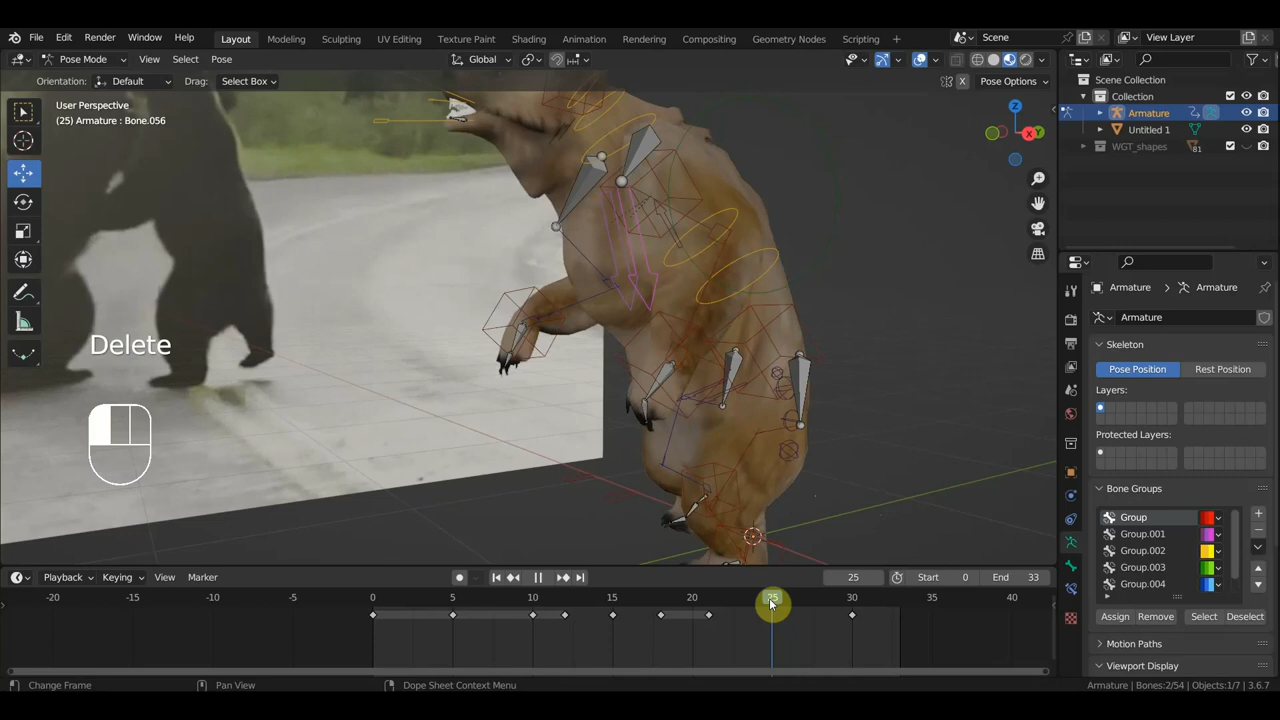 File Edit Render Window Help
Layout Modeling Sculpting UV Editing Texture Paint Shading Animation Rendering Compositing Geometry Nodes Scripting +
Scene
View Layer
Pose Mode View Select Pose
Global
Orientation: Default Drag: Select Box
X Pose Options
User Perspective
(25) Armature : Bone.056
Z
X
Y
Delete
Scene Collection
Collection
Armature
Untitled 1
WGT_shapes
81
Armature
Armature
Armature
Skeleton
Pose Position
Rest Position
Layers:
Protected Layers:
Bone Groups
Group
Group.001
Group.002
Group.003
Group.004
Assign
Remove
Select
Deselect
Motion Paths
Viewport Display
Playback Keying View Marker
25
Start 0
End 33
-20 -15 -10 -5 0 5 10 15 20 25 30 35 40
Change Frame
Pan View
Dope Sheet Context Menu
Armature | Bones:2/54 | Objects:1/7 | 3.6.7